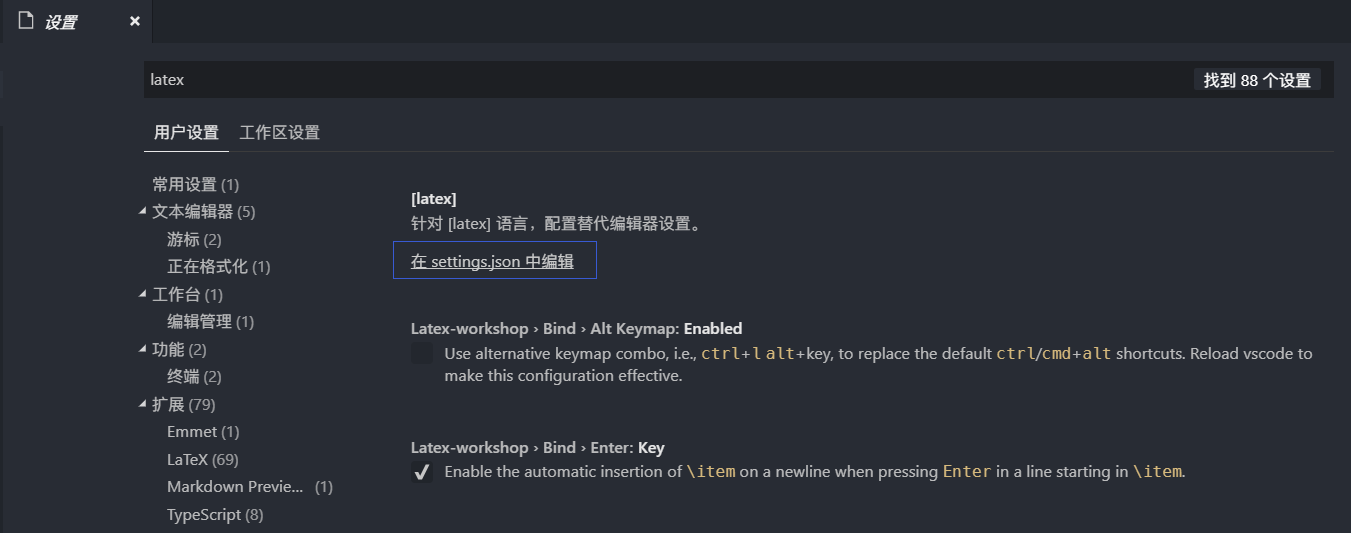 设置
latex
找到 88 个设置
用户设置 工作区设置
常用设置 (1)
文本编辑器 (5)
游标 (2)
正在格式化 (1)
工作台 (1)
编辑管理 (1)
功能 (2)
终端 (2)
扩展 (79)
Emmet (1)
LaTeX (69)
Markdown Previe... (1)
TypeScript (8)
[latex]
针对 [latex] 语言，配置替代编辑器设置。
在 settings.json 中编辑
Latex-workshop › Bind › Alt Keymap: Enabled
Use alternative keymap combo, i.e., ctrl+l alt+key, to replace the default ctrl/cmd+alt shortcuts. Reload vscode to
make this configuration effective.
Latex-workshop › Bind › Enter: Key
Enable the automatic insertion of \item on a newline when pressing Enter in a line starting in \item.